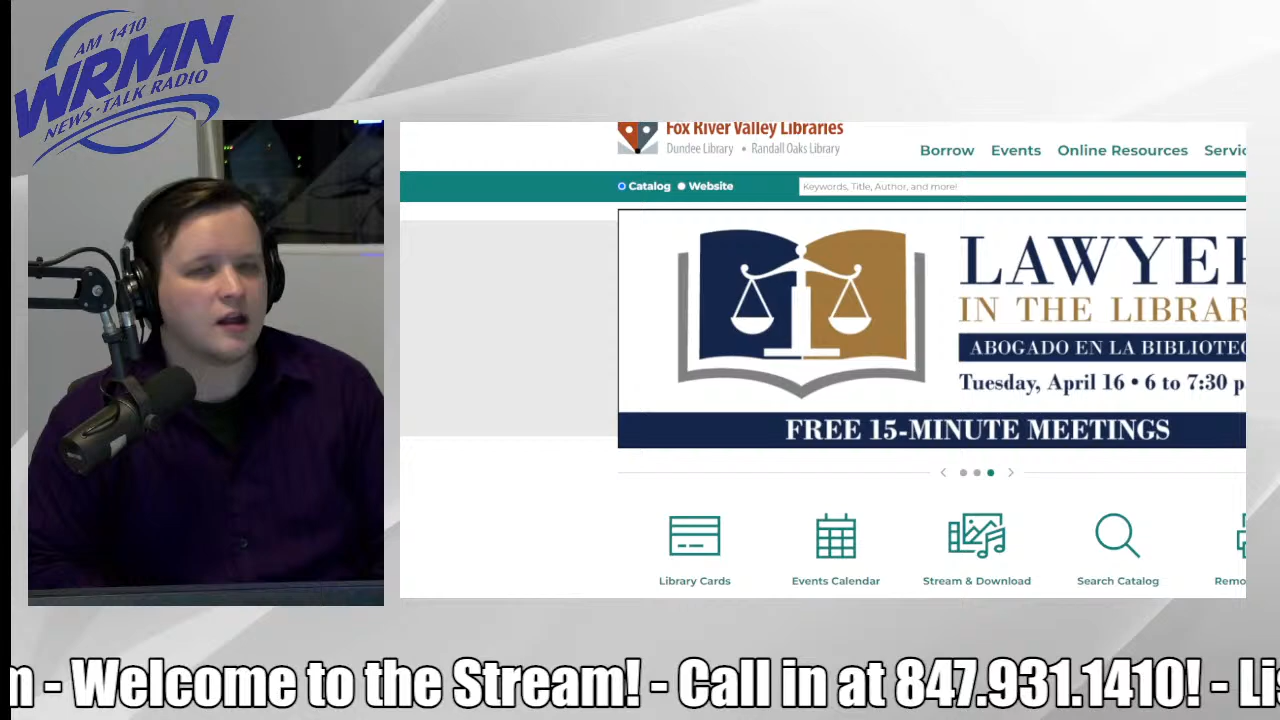 AM 1410
WRMN
NEWS·TALK RADIO
Fox River Valley Libraries
Dundee Library • Randall Oaks Library
Borrow Events Online Resources Servic
Catalog Website
Keywords, Title, Author, and more!
LAWYER
IN THE LIBRAR
ABOGADO EN LA BIBLIOTEC
Tuesday, April 16 • 6 to 7:30 p
FREE 15-MINUTE MEETINGS
Library Cards
Events Calendar
Stream & Download
Search Catalog
Remo
m - Welcome to the Stream! - Call in at 847.931.1410! - Lis